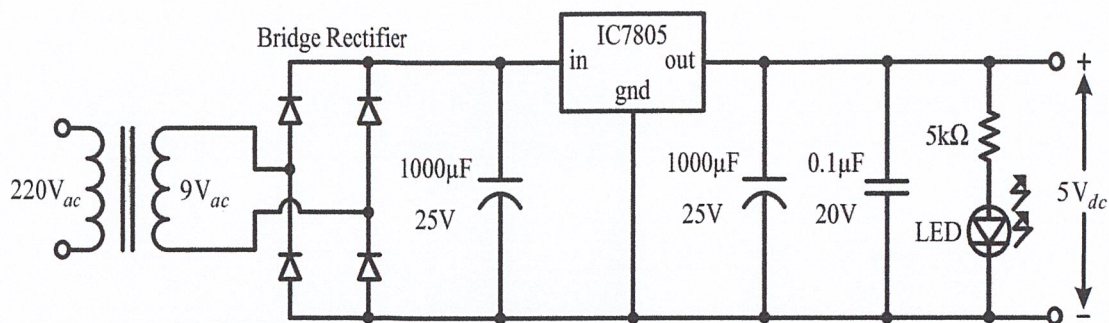 Bridge Rectifier
IC7805
in out
gnd
+
220Vac
9Vac
1000μF
25V
1000μF
25V
0.1μF
20V
5kΩ
LED
5Vdc
−